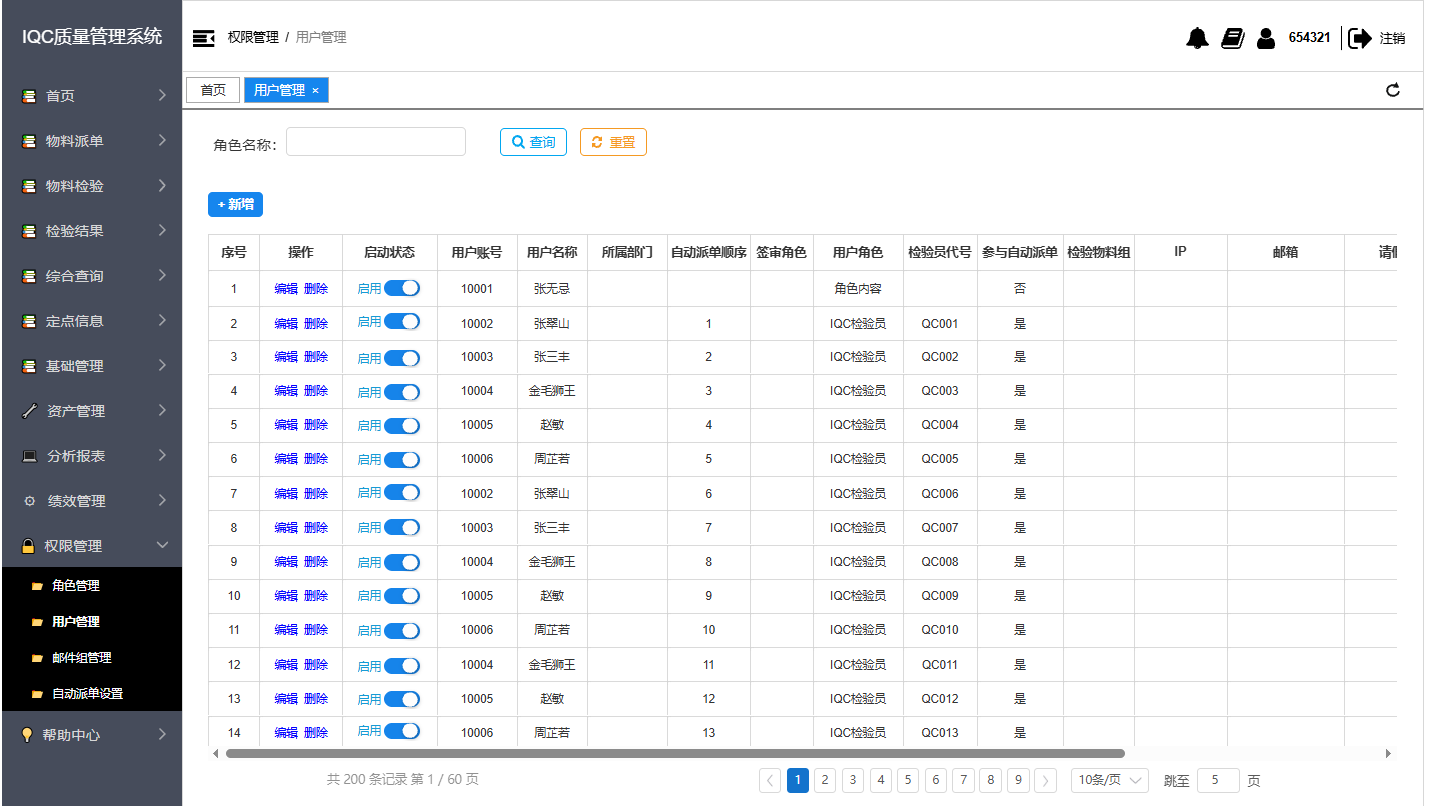 IQC质量管理系统
权限管理 / 用户管理
654321 注销
首页 用户管理 ×
首页
物料派单
物料检验
检验结果
综合查询
定点信息
基础管理
资产管理
分析报表
绩效管理
权限管理
角色管理
用户管理
邮件组管理
自动派单设置
帮助中心
角色名称: 查询 重置
+ 新增
序号 操作 启动状态 用户账号 用户名称 所属部门 自动派单顺序 签审角色 用户角色 检验员代号 参与自动派单 检验物料组 IP 邮箱
1 编辑 删除 启用 10001 张无忌 角色内容 否
2 编辑 删除 启用 10002 张翠山 1 IQC检验员 QC001 是
3 编辑 删除 启用 10003 张三丰 2 IQC检验员 QC002 是
4 编辑 删除 启用 10004 金毛狮王 3 IQC检验员 QC003 是
5 编辑 删除 启用 10005 赵敏 4 IQC检验员 QC004 是
6 编辑 删除 启用 10006 周芷若 5 IQC检验员 QC005 是
7 编辑 删除 启用 10002 张翠山 6 IQC检验员 QC006 是
8 编辑 删除 启用 10003 张三丰 7 IQC检验员 QC007 是
9 编辑 删除 启用 10004 金毛狮王 8 IQC检验员 QC008 是
10 编辑 删除 启用 10005 赵敏 9 IQC检验员 QC009 是
11 编辑 删除 启用 10006 周芷若 10 IQC检验员 QC010 是
12 编辑 删除 启用 10004 金毛狮王 11 IQC检验员 QC011 是
13 编辑 删除 启用 10005 赵敏 12 IQC检验员 QC012 是
14 编辑 删除 启用 10006 周芷若 13 IQC检验员 QC013 是
共 200 条记录 第 1 / 60 页 1 2 3 4 5 6 7 8 9 10条/页 跳至 5 页